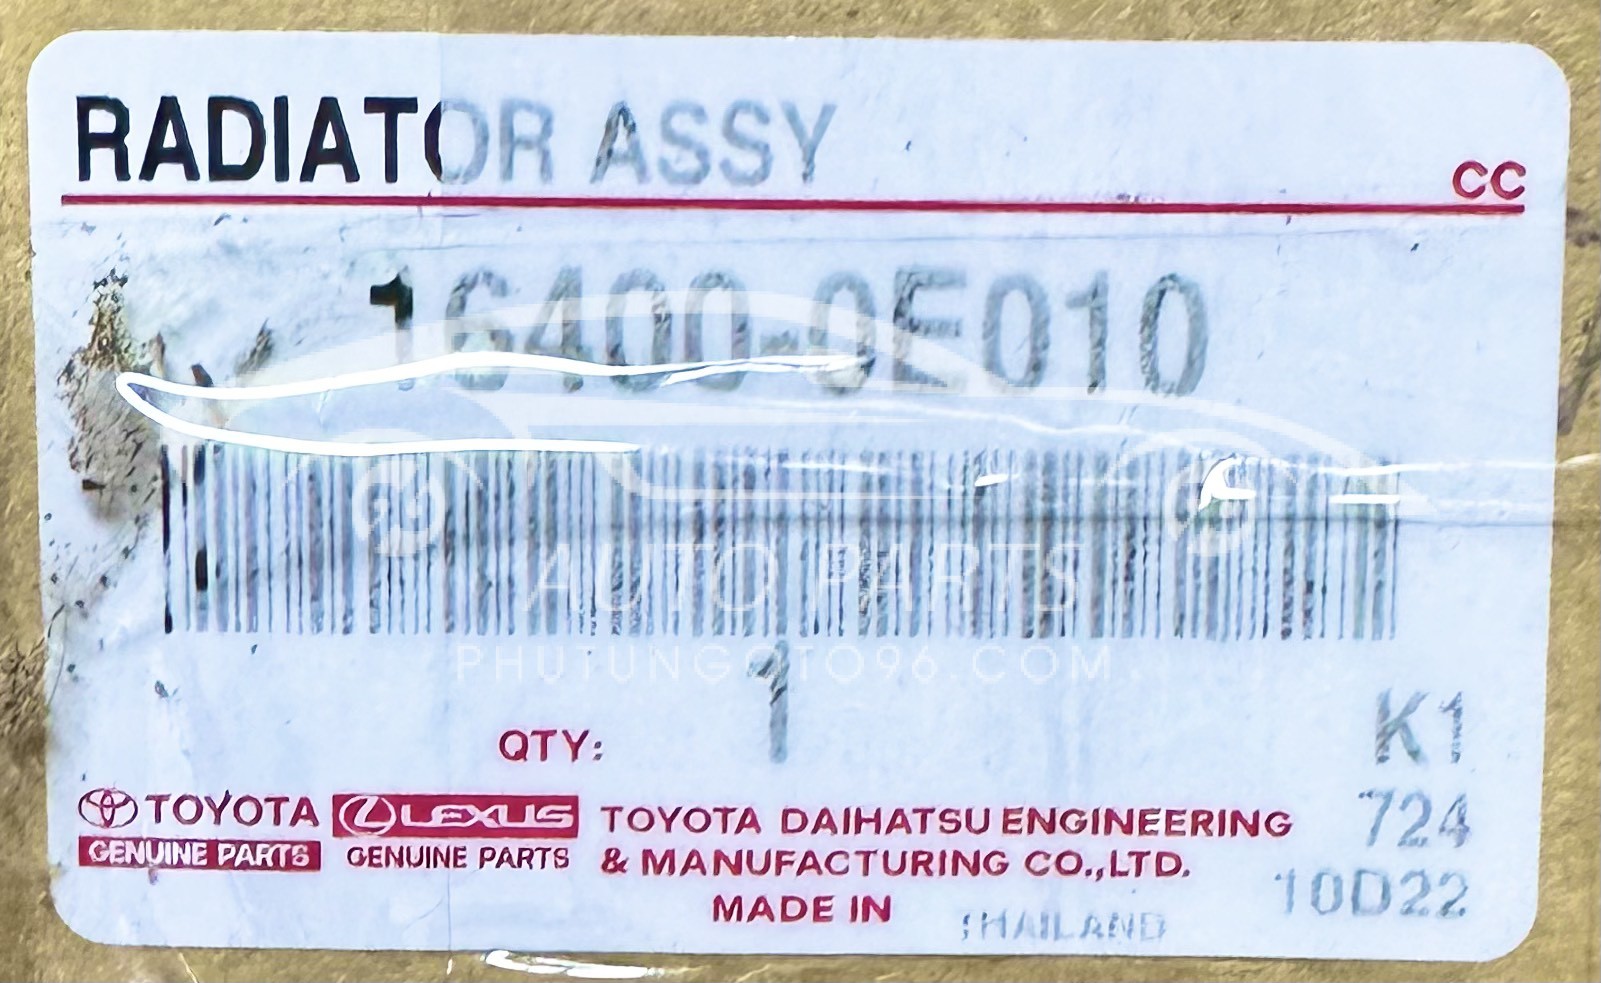 RADIATOR ASSY
CC
16400-0E010
AUTO PARTS
PHUTUNGOTO96.COM
QTY: 1
K1
TOYOTA
GENUINE PARTS
LEXUS
GENUINE PARTS
TOYOTA DAIHATSU ENGINEERING
& MANUFACTURING CO.,LTD.
MADE IN THAILAND
724
10D22